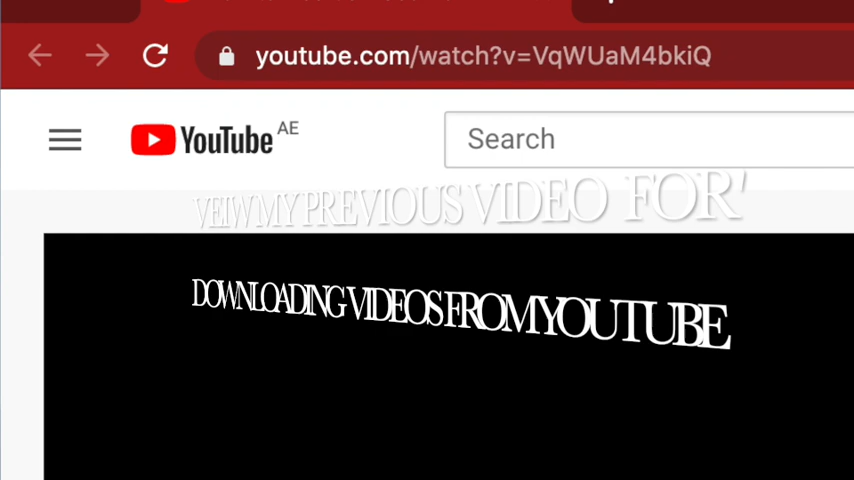 youtube.com/watch?v=VqWUaM4bkiQ
YouTube AE
Search
VEIW MY PREVIOUS VIDEO FOR'
DOWNLOADING VIDEOS FROM YOUTUBE